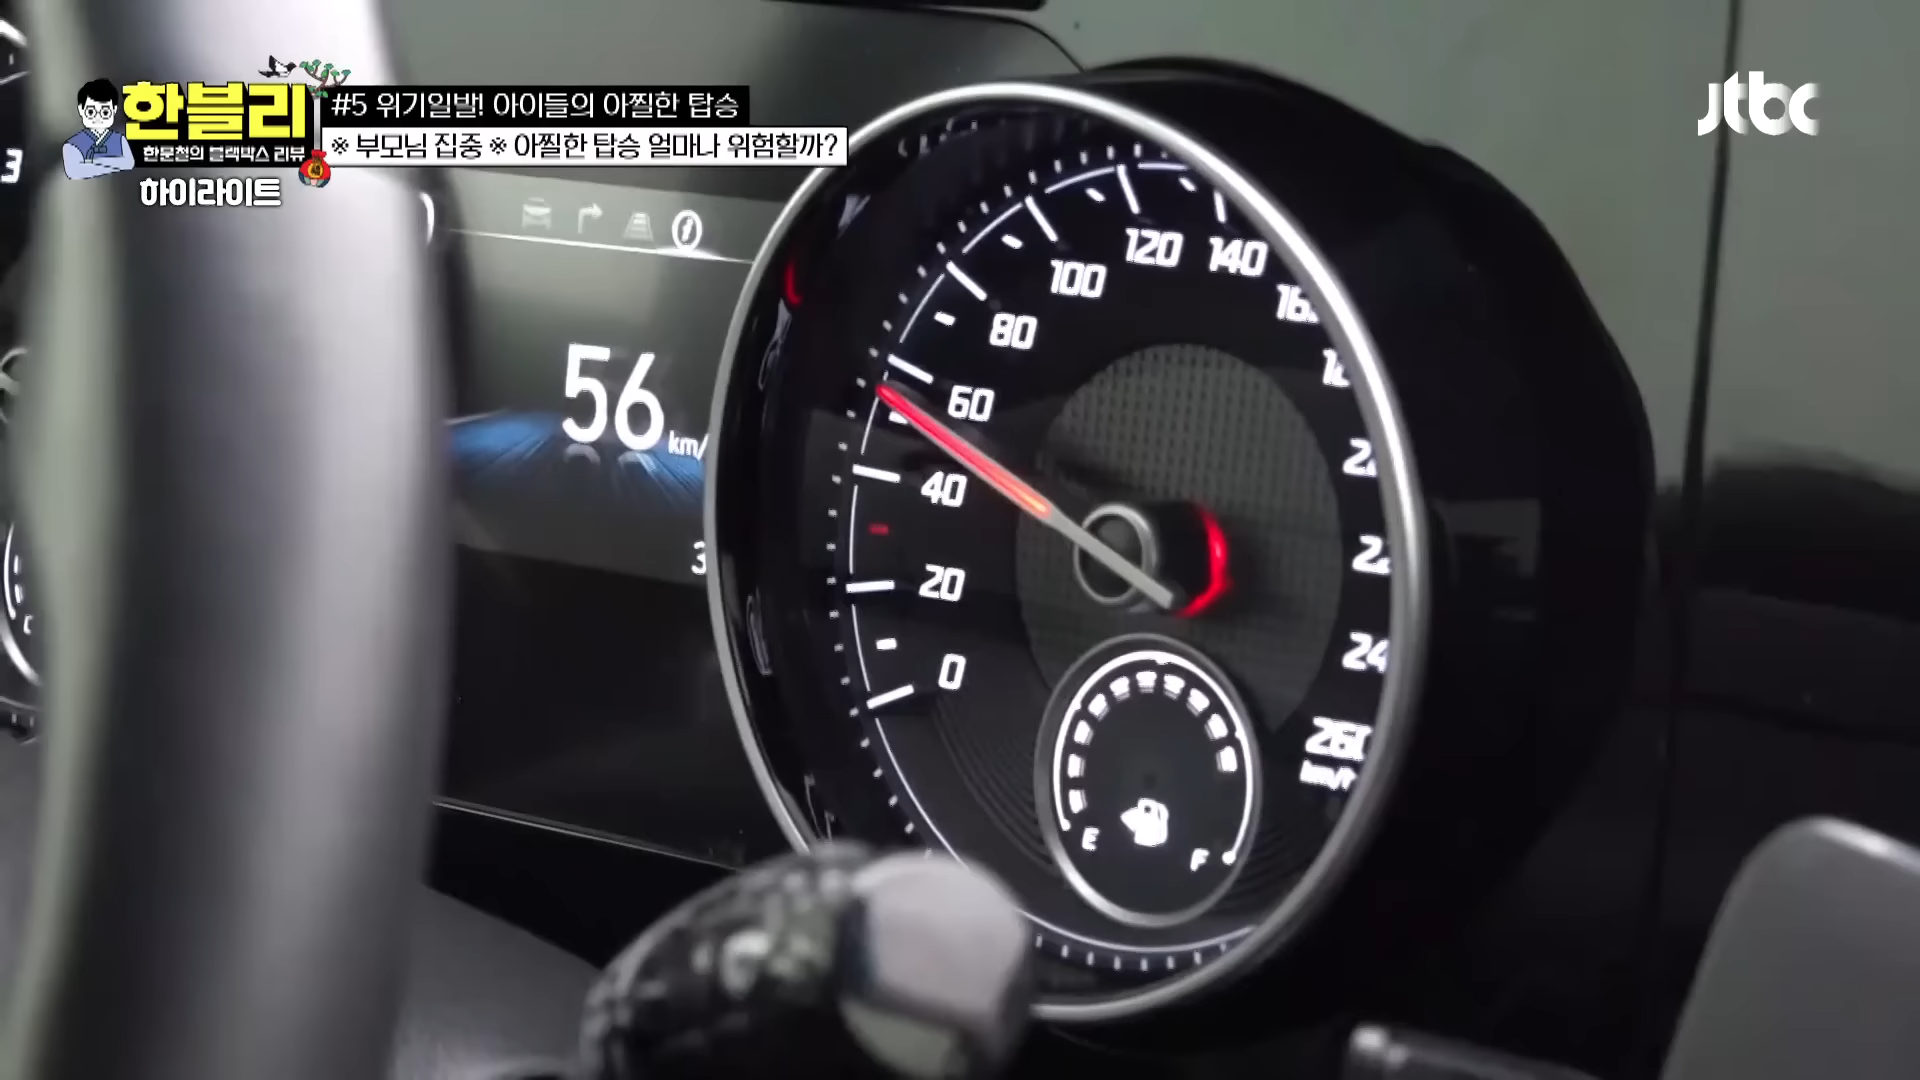 한블리
한문철의 블랙박스 리뷰
하이라이트
#5 위기일발! 아이들의 아찔한 탑승
※ 부모님 집중 ※ 아찔한 탑승 얼마나 위험할까?
jtbc
3
56
km/
3
0
20
40
60
80
100
120
140
24
260
km/h
E
F